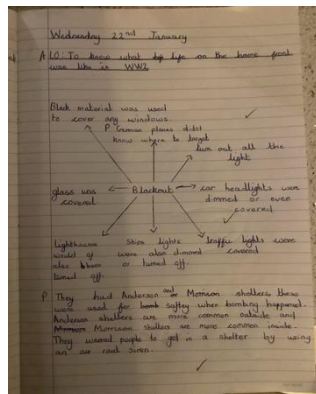 Wednesday 22nd January
A LO: To know what life on the home front
was like in WW2
Black material was used
to cover any windows.
P German planes didnt
know where to target
turn out all the
light
glass was
covered
Blackout
car headlights were
dimmed or even
covered
Lighthouse
would of
also been
turned off.
Ships lights
were also dimmed
or turned off
traffic lights were
covered
P. They had Anderson and Morrison shelters these
were used for bomb saftey when bombing happened.
Anderson shelters are more common outside and
Morrison shelters are more common inside.
They warned people to get in a shelter by using
an air raid siren.